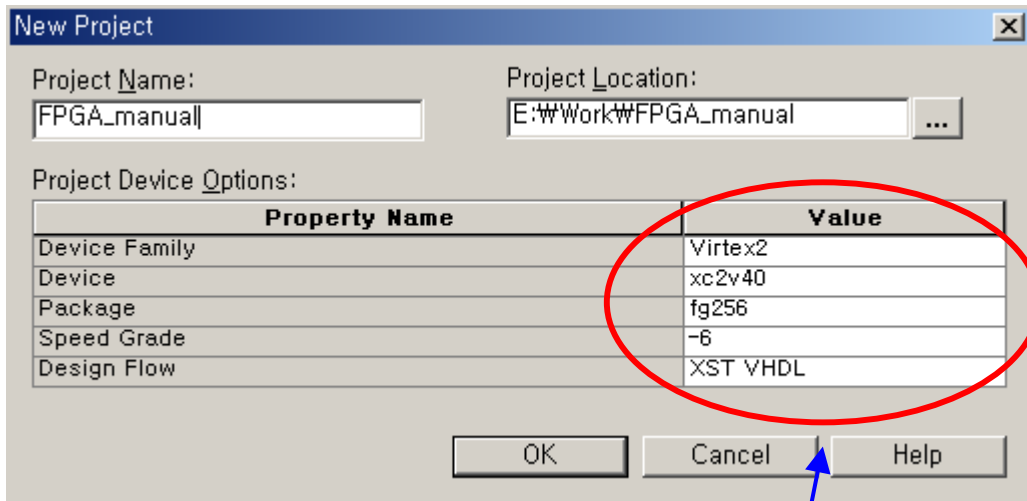 New Project
Project Name: Project Location:
FPGA_manual E:₩Work₩FPGA_manual ...
Project Device Options:
Property Name Value
Device Family Virtex2
Device xc2v40
Package fg256
Speed Grade -6
Design Flow XST VHDL
OK Cancel Help